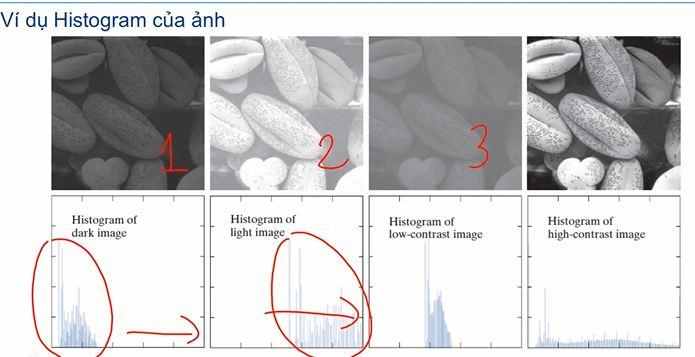 Ví dụ Histogram của ảnh
1
2
3
Histogram of
dark image
Histogram of
light image
Histogram of
low-contrast image
Histogram of
high-contrast image